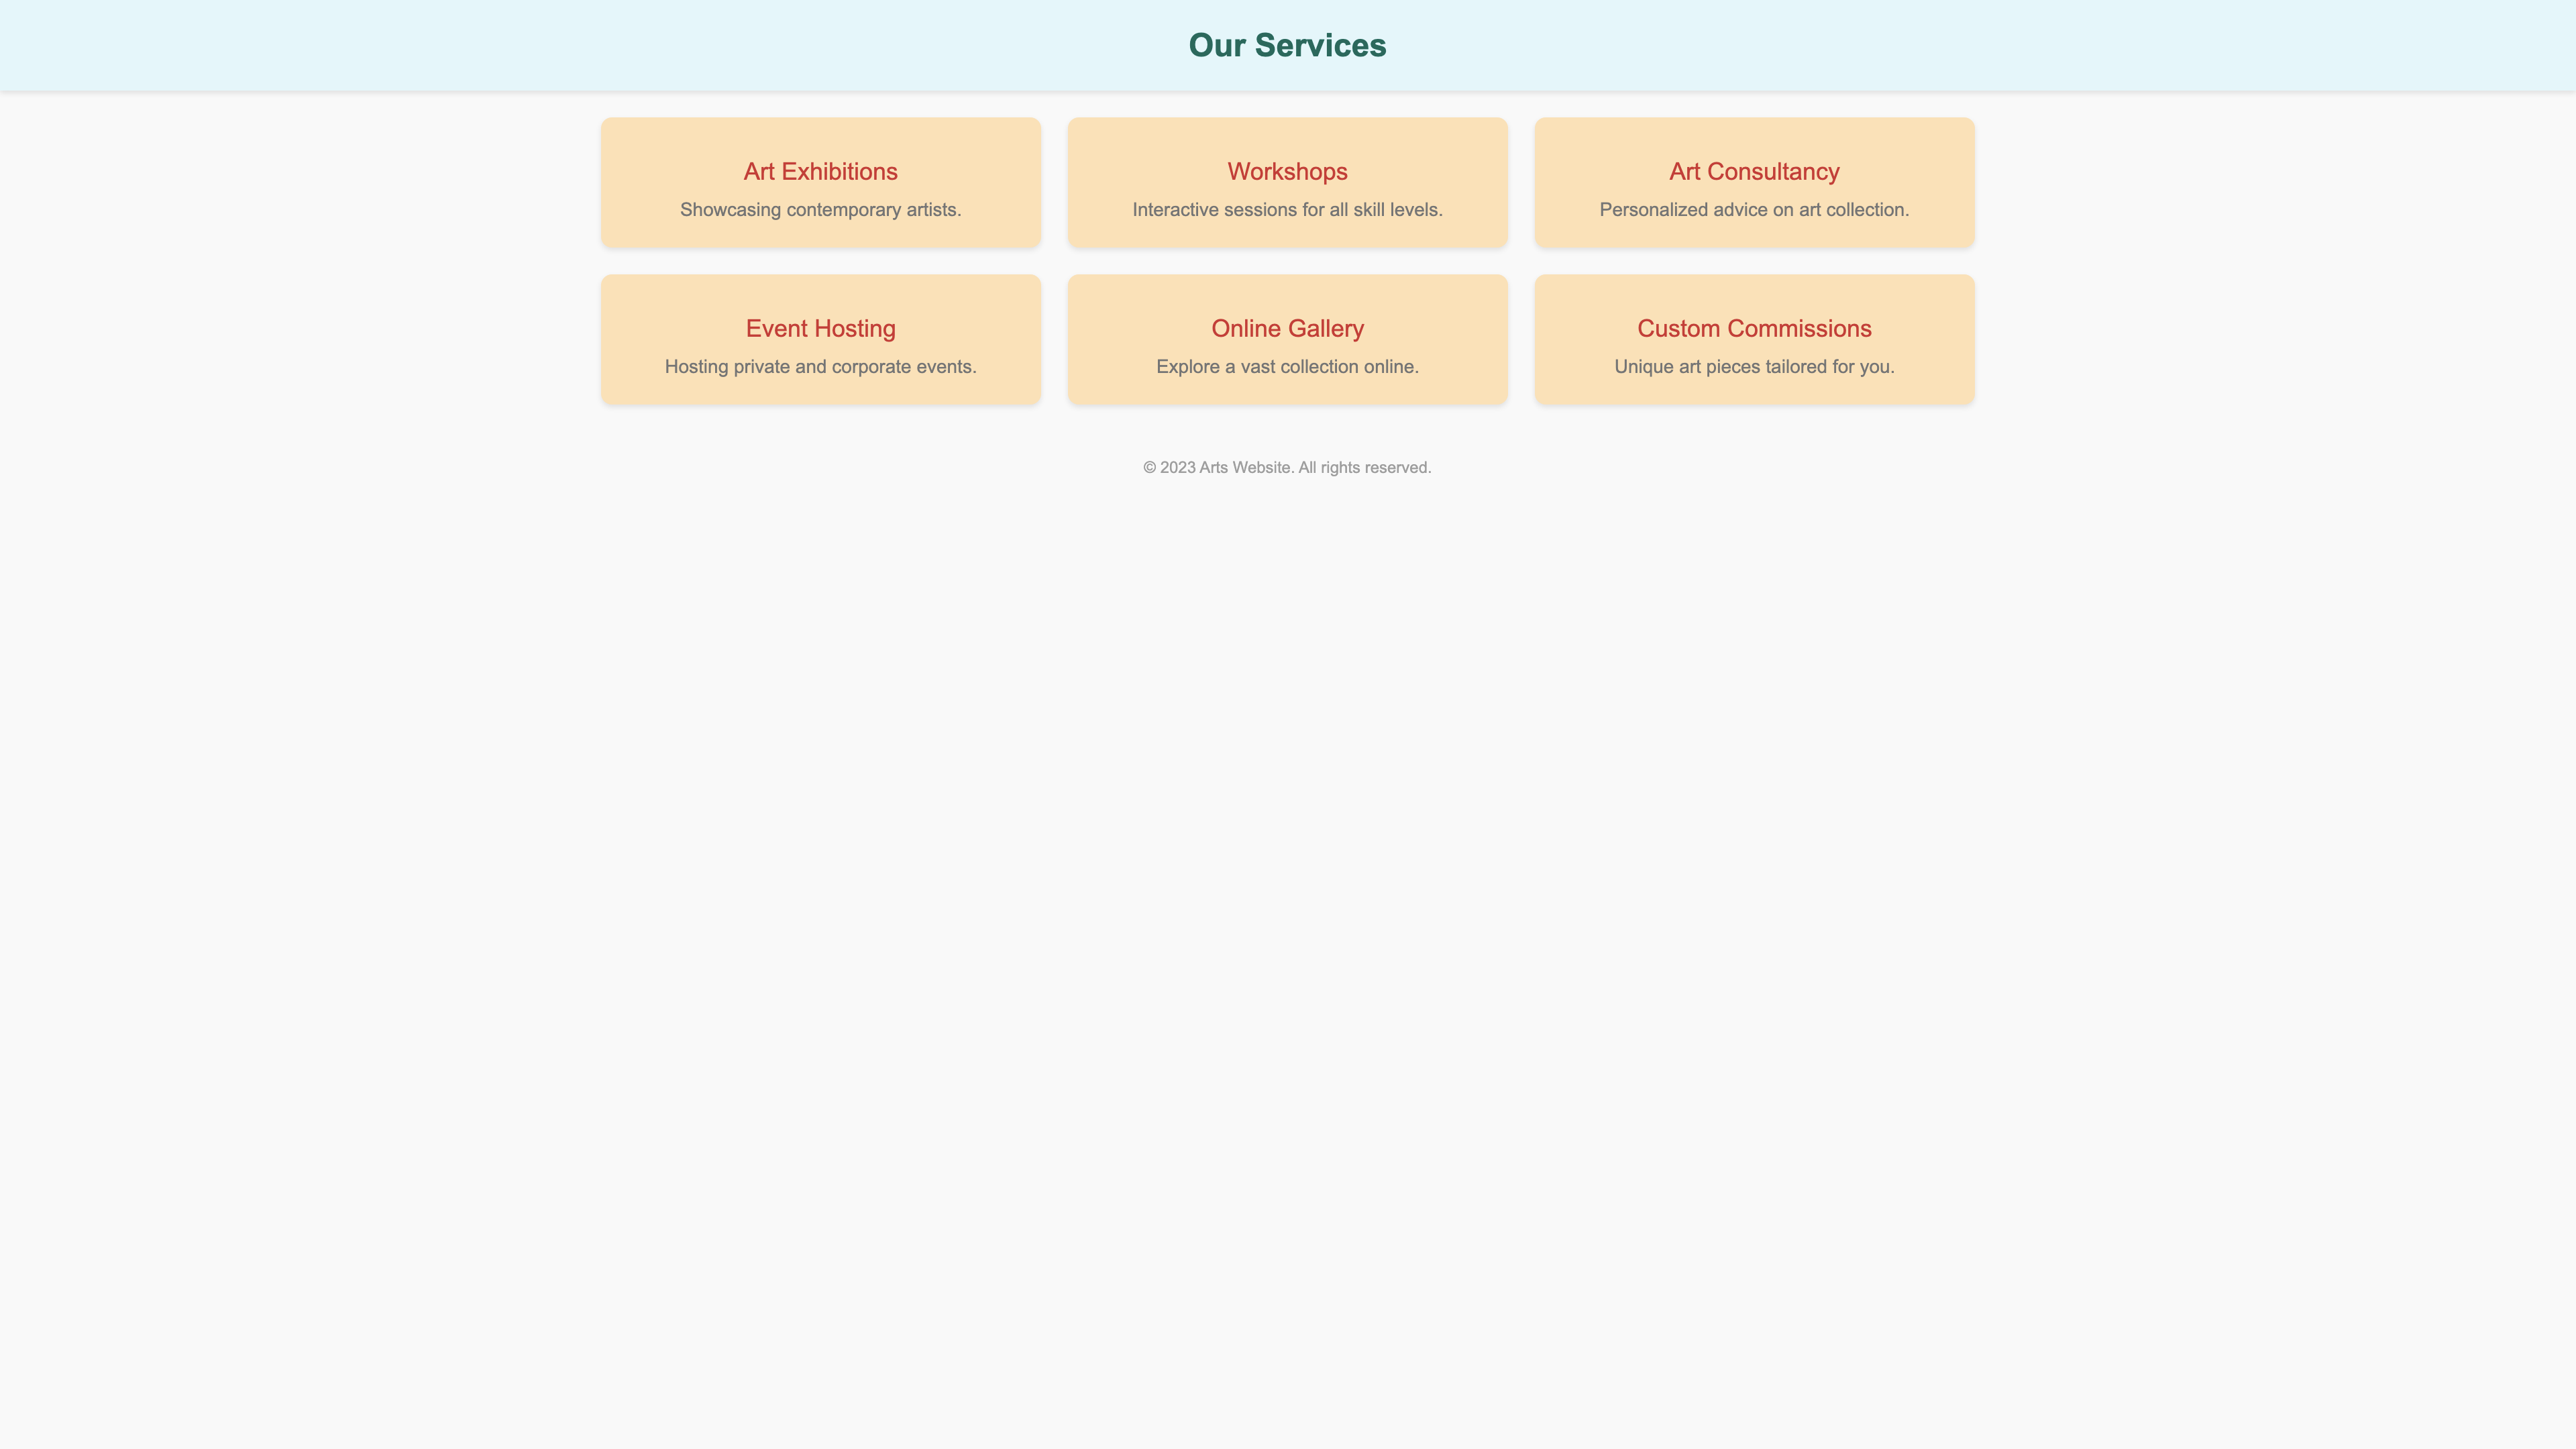 Our Services
Art Exhibitions
Showcasing contemporary artists.
Workshops
Interactive sessions for all skill levels.
Art Consultancy
Personalized advice on art collection.
Event Hosting
Hosting private and corporate events.
Online Gallery
Explore a vast collection online.
Custom Commissions
Unique art pieces tailored for you.
© 2023 Arts Website. All rights reserved.